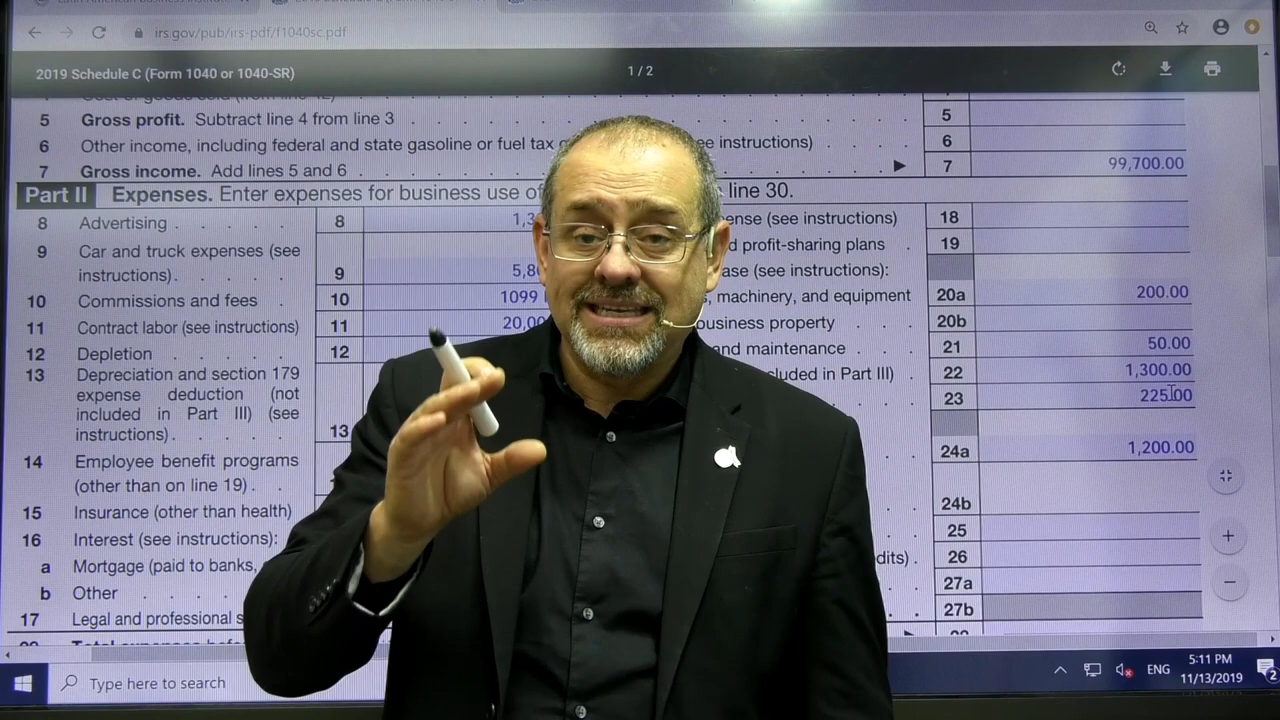 irs.gov/pub/irs-pdf/f1040sc.pdf
2019 Schedule C (Form 1040 or 1040-SR)
1 / 2
5 Gross profit. Subtract line 4 from line 3 . . . 5
6 Other income, including federal and state gasoline or fuel tax ee instructions) . . . 6
7 Gross income. Add lines 5 and 6 . . . ▶ 7 99,700.00
Part II Expenses. Enter expenses for business use of line 30.
8 Advertising . . . . . 8 1,3 ense (see instructions) 18
9 Car and truck expenses (see d profit-sharing plans . 19
instructions). . . . . 9 5,8 ase (see instructions):
10 Commissions and fees . 10 1099 , machinery, and equipment 20a 200.00
11 Contract labor (see instructions) 11 20,00 business property . . . 20b
12 Depletion . . . . . 12 and maintenance . . . 21 50.00
13 Depreciation and section 179 cluded in Part III) . 22 1,300.00
expense deduction (not 23 225.00
included in Part III) (see
instructions). . . . . 13
14 Employee benefit programs 24a 1,200.00
(other than on line 19) .
15 Insurance (other than health) 24b
16 Interest (see instructions): 25
a Mortgage (paid to banks, dits) . 26
b Other . . . 27a
17 Legal and professional s 27b
Type here to search
ENG
5:11 PM
11/13/2019
2